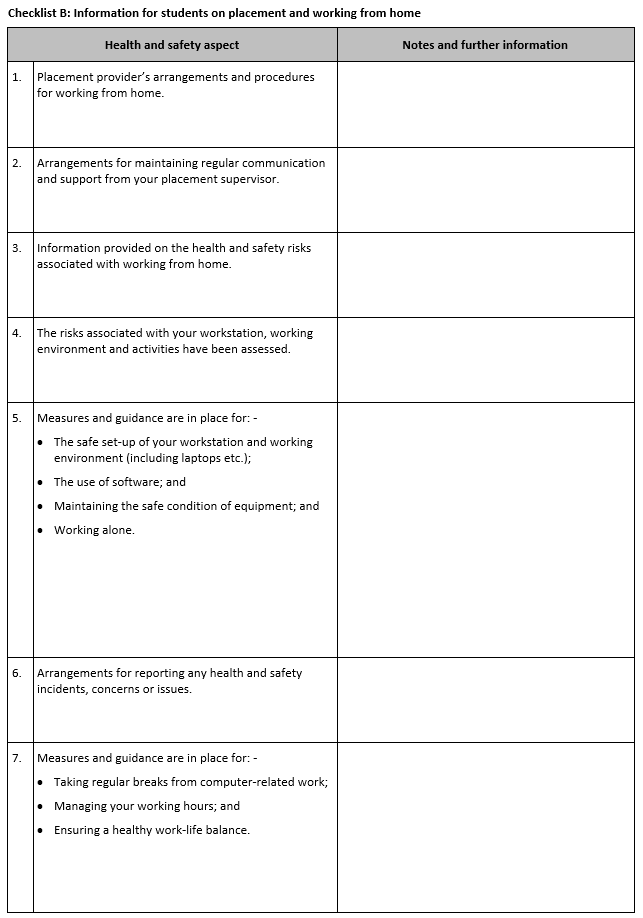 Checklist B: Information for students on placement and working from home
Health and safety aspect
Notes and further information
1. Placement provider's arrangements and procedures
for working from home.
2. Arrangements for maintaining regular communication
and support from your placement supervisor.
3. Information provided on the health and safety risks
associated with working from home.
4. The risks associated with your workstation, working
environment and activities have been assessed.
5. Measures and guidance are in place for: -
• The safe set-up of your workstation and working
environment (including laptops etc.);
• The use of software; and
• Maintaining the safe condition of equipment; and
• Working alone.
6. Arrangements for reporting any health and safety
incidents, concerns or issues.
7. Measures and guidance are in place for: -
• Taking regular breaks from computer-related work;
• Managing your working hours; and
• Ensuring a healthy work-life balance.